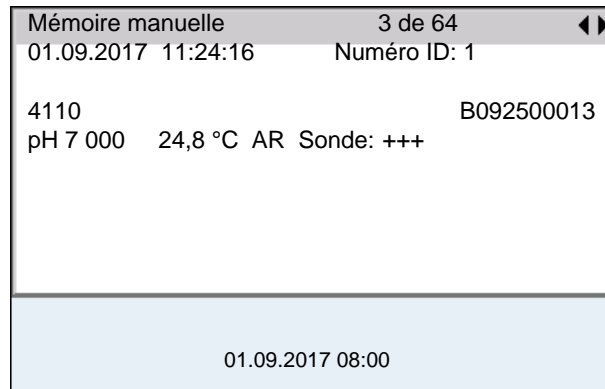 Mémoire manuelle 3 de 64
01.09.2017 11:24:16 Numéro ID: 1
4110 B092500013
pH 7 000 24,8 °C AR Sonde: +++
01.09.2017 08:00